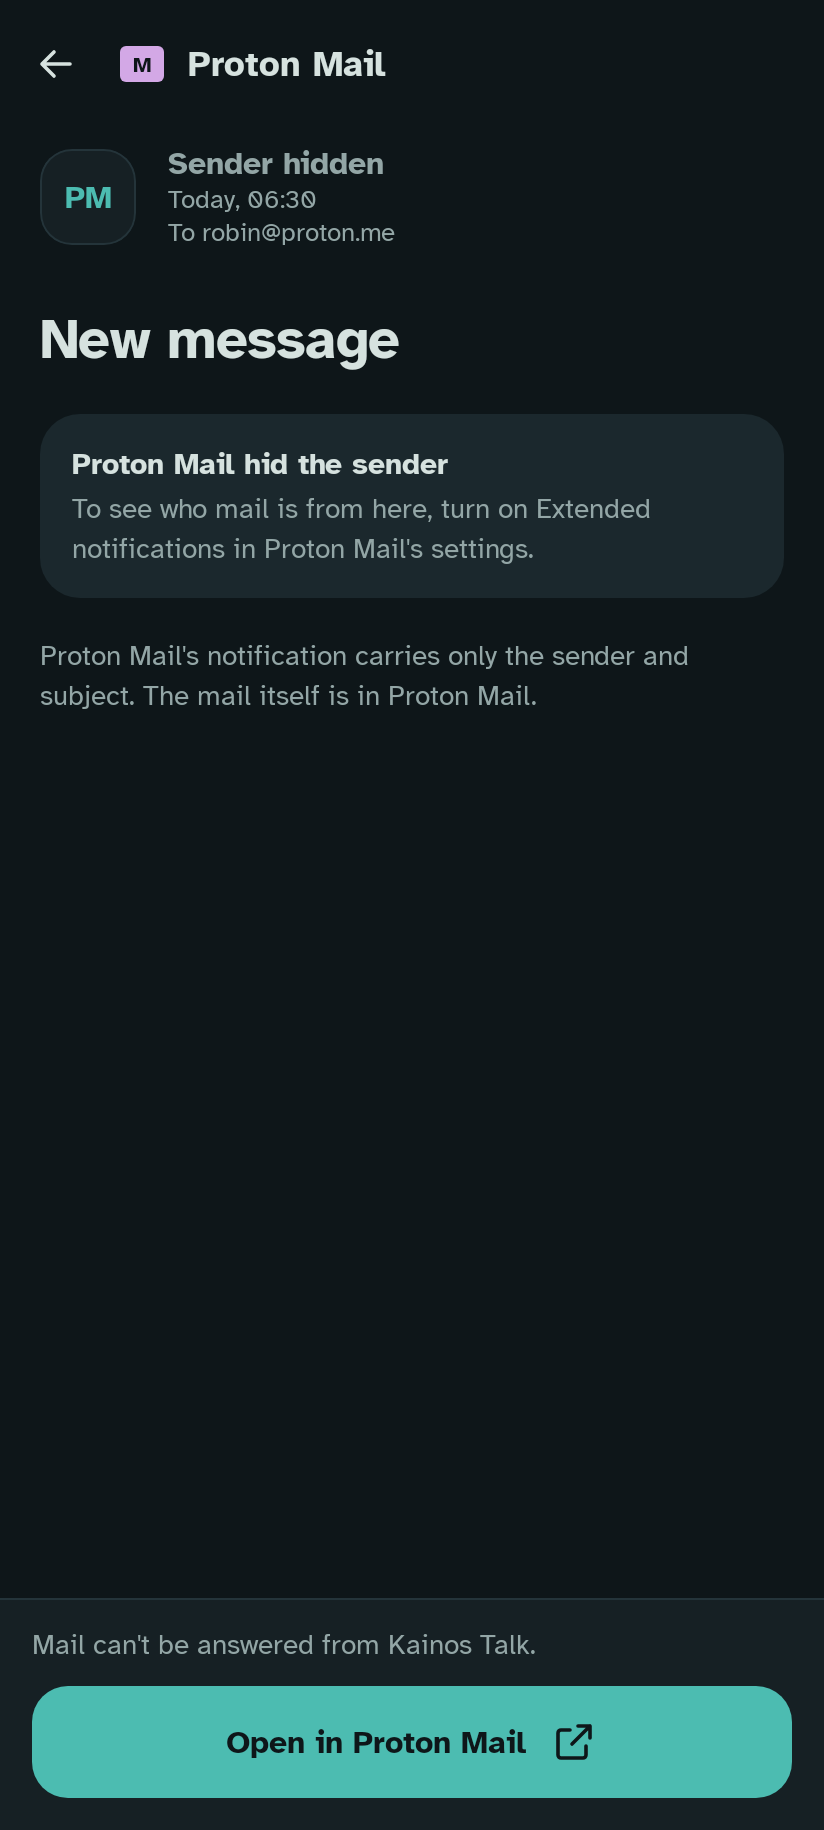 M Proton Mail
PM
Sender hidden
Today, 06:30
To robin@proton.me
New message
Proton Mail hid the sender
To see who mail is from here, turn on Extended
notifications in Proton Mail's settings.
Proton Mail's notification carries only the sender and
subject. The mail itself is in Proton Mail.
Mail can't be answered from Kainos Talk.
Open in Proton Mail